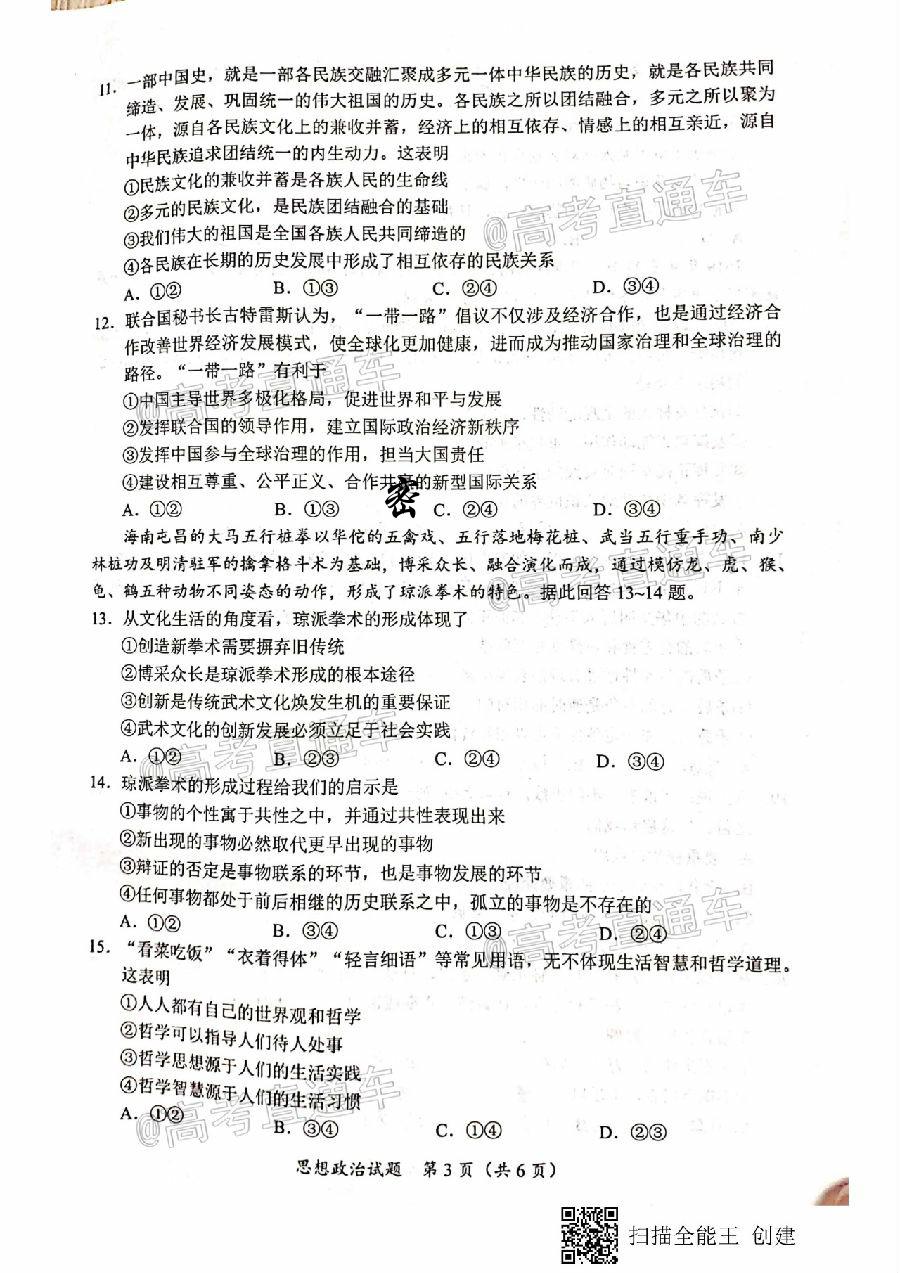 11. 一部中国史，就是一部各民族交融汇聚成多元一体中华民族的历史，就是各民族共同
缔造、发展、巩固统一的伟大祖国的历史。各民族之所以团结融合，多元之所以聚为
一体，源自各民族文化上的兼收并蓄，经济上的相互依存、情感上的相互亲近，源自
中华民族追求团结统一的内生动力。这表明
①民族文化的兼收并蓄是各族人民的生命线
②多元的民族文化，是民族团结融合的基础
③我们伟大的祖国是全国各族人民共同缔造的
④各民族在长期的历史发展中形成了相互依存的民族关系
A. ①② B. ①③ C. ②④ D. ③④
@高考直通车
12. 联合国秘书长古特雷斯认为，“一带一路”倡议不仅涉及经济合作，也是通过经济合
作改善世界经济发展模式，使全球化更加健康，进而成为推动国家治理和全球治理的
路径。“一带一路”有利于
①中国主导世界多极化格局，促进世界和平与发展
②发挥联合国的领导作用，建立国际政治经济新秩序
③发挥中国参与全球治理的作用，担当大国责任
④建设相互尊重、公平正义、合作共赢的新型国际关系
A. ①② B. ①③ C. ②④ D. ③④
@高考直通车
密
海南屯昌的大马五行桩拳以华佗的五禽戏、五行落地梅花桩、武当五行重手功、南少
林桩功及明清驻军的擒拿格斗术为基础，博采众长、融合演化而成，通过模仿龙、虎、猴、
龟、鹤五种动物不同姿态的动作，形成了琼派拳术的特色。据此回答13~14题。
13. 从文化生活的角度看，琼派拳术的形成体现了
①创造新拳术需要摒弃旧传统
②博采众长是琼派拳术形成的根本途径
③创新是传统武术文化焕发生机的重要保证
④武术文化的创新发展必须立足于社会实践
A. ①② B. ②③ C. ②④ D. ③④
@高考直通车
14. 琼派拳术的形成过程给我们的启示是
①事物的个性寓于共性之中，并通过共性表现出来
②新出现的事物必然取代更早出现的事物
③辩证的否定是事物联系的环节，也是事物发展的环节
④任何事物都处于前后相继的历史联系之中，孤立的事物是不存在的
A. ①② B. ③④ C. ①③ D. ②④
@高考直通车
15. “看菜吃饭”“衣着得体”“轻言细语”等常见用语，无不体现生活智慧和哲学道理。
这表明
①人人都有自己的世界观和哲学
②哲学可以指导人们待人处事
③哲学思想源于人们的生活实践
④哲学智慧源于人们的生活习惯
A. ①② B. ③④ C. ①④ D. ②③
@高考直通车
思想政治试题 第3页（共6页）
扫描全能王 创建